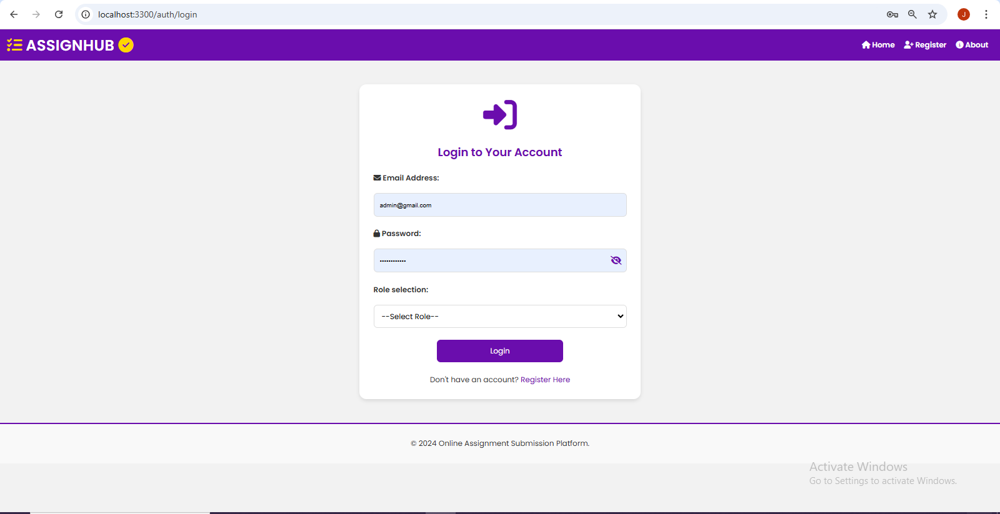 localhost:3300/auth/login
J
ASSIGNHUB
Home Register About
Login to Your Account
Email Address:
admin@gmail.com
Password:
••••••••••••
Role selection:
--Select Role--
Login
Don't have an account? Register Here
© 2024 Online Assignment Submission Platform.
Activate Windows
Go to Settings to activate Windows.